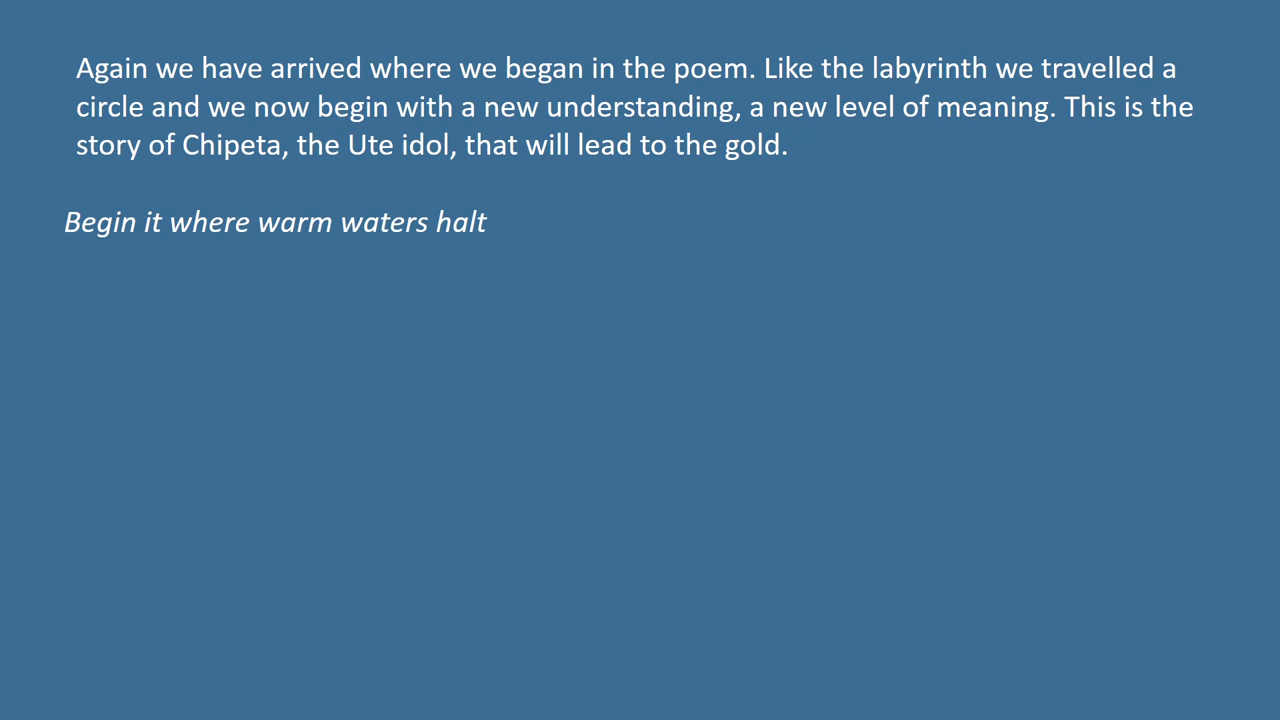 Again we have arrived where we began in the poem. Like the labyrinth we travelled a
circle and we now begin with a new understanding, a new level of meaning. This is the
story of Chipeta, the Ute idol, that will lead to the gold.
Begin it where warm waters halt